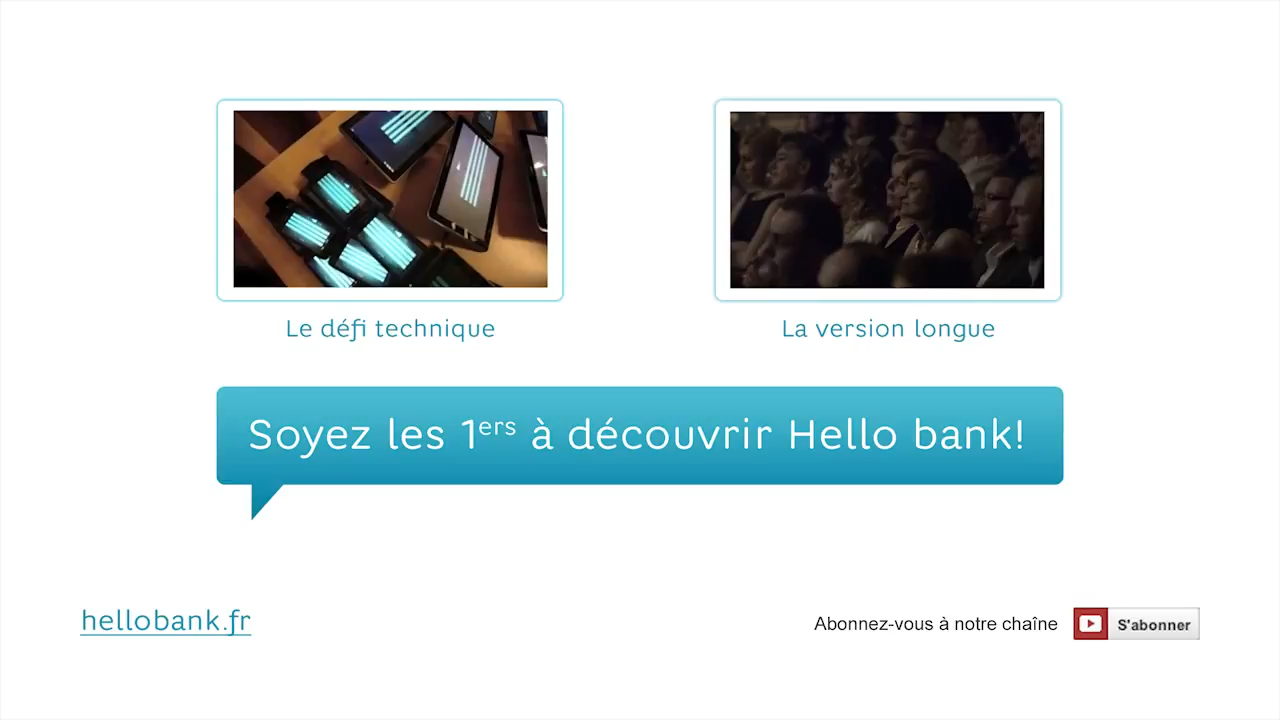 Le défi technique
La version longue
Soyez les 1ers à découvrir Hello bank!
hellobank.fr
Abonnez-vous à notre chaîne
S'abonner